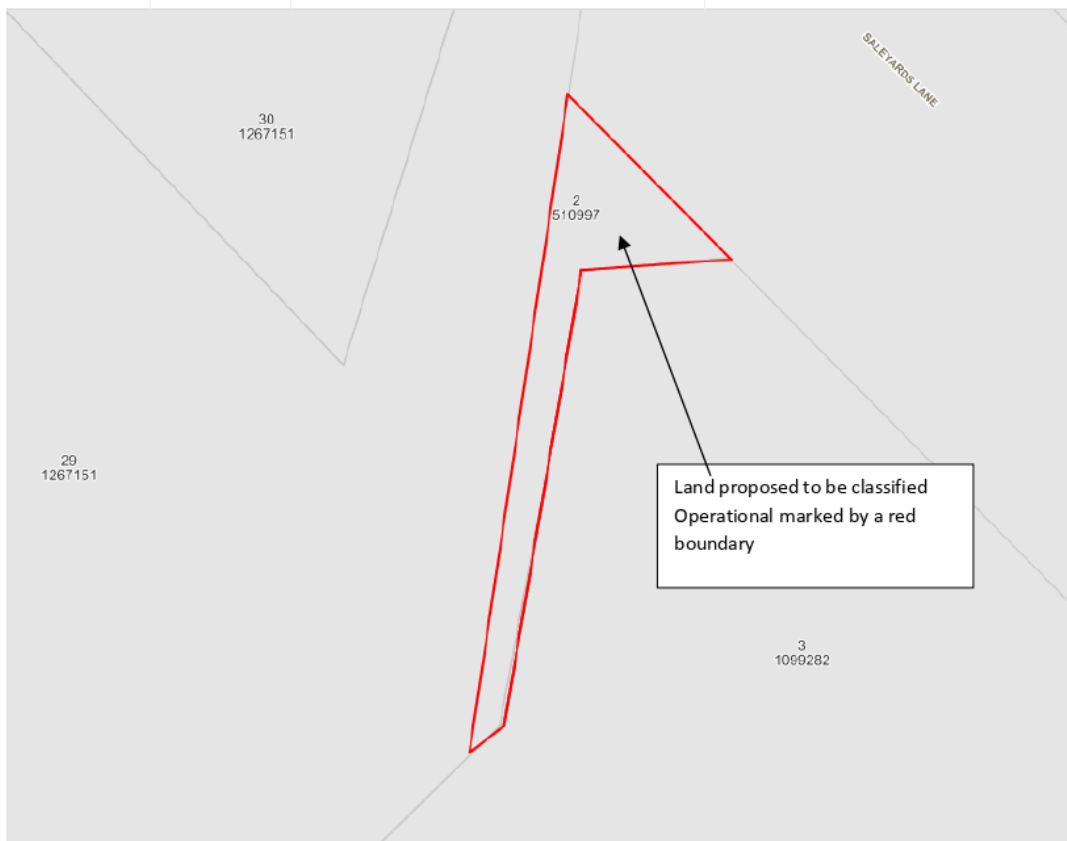 SALEYARDS LANE
30
1267151
2
510997
29
1267151
Land proposed to be classified
Operational marked by a red
boundary
3
1099282